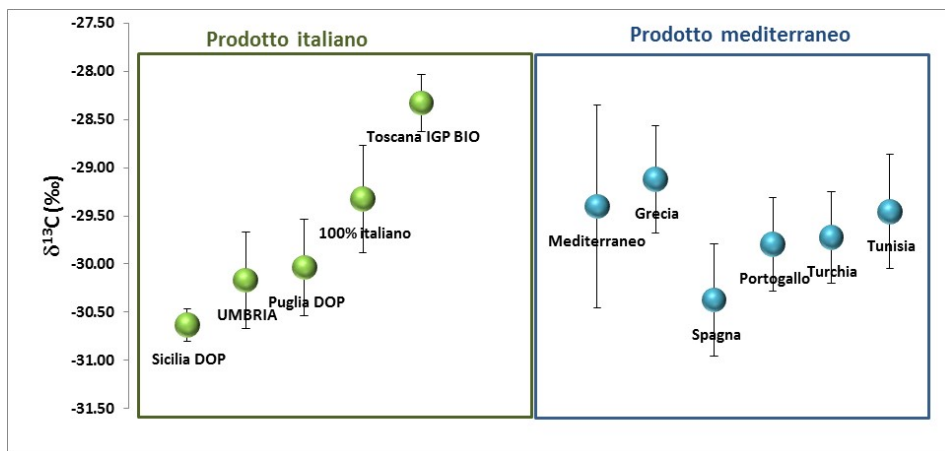 -27.50
Prodotto italiano
Prodotto mediterraneo
-28.00
-28.50
Toscana IGP BIO
-29.00
δ¹³C (‰)
Grecia
-29.50
100% italiano
Mediterraneo
Tunisia
-30.00
Puglia DOP
Portogallo
Turchia
UMBRIA
-30.50
Spagna
Sicilia DOP
-31.00
-31.50